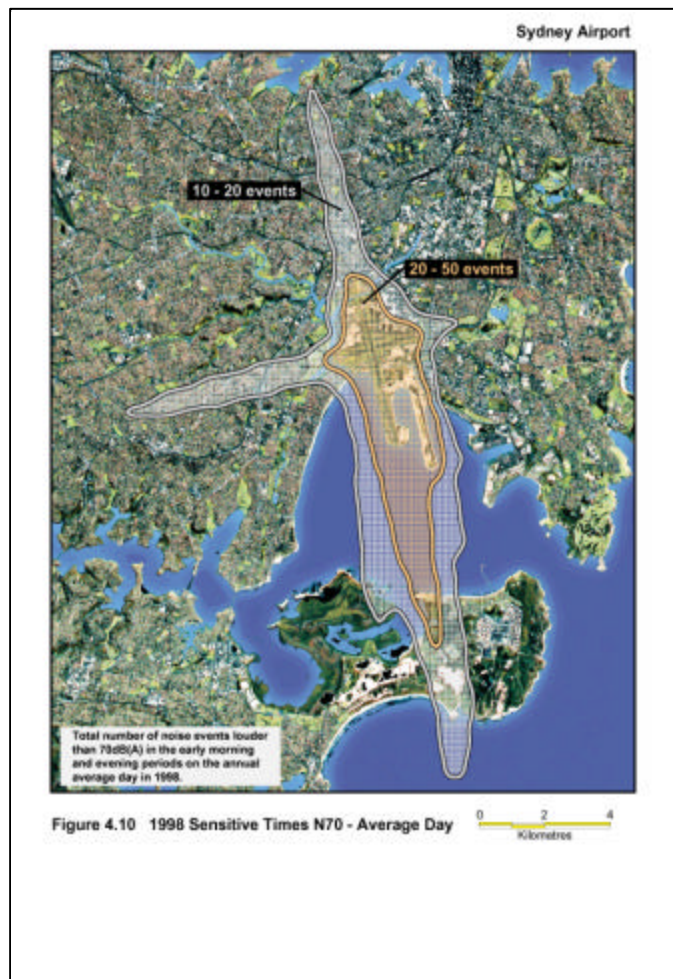 Sydney Airport
10 - 20 events
20 - 50 events
Total number of noise events louder
than 70dB(A) in the early morning
and evening periods on the annual
average day in 1998.
Figure 4.10 1998 Sensitive Times N70 - Average Day
0 2 4
Kilometres